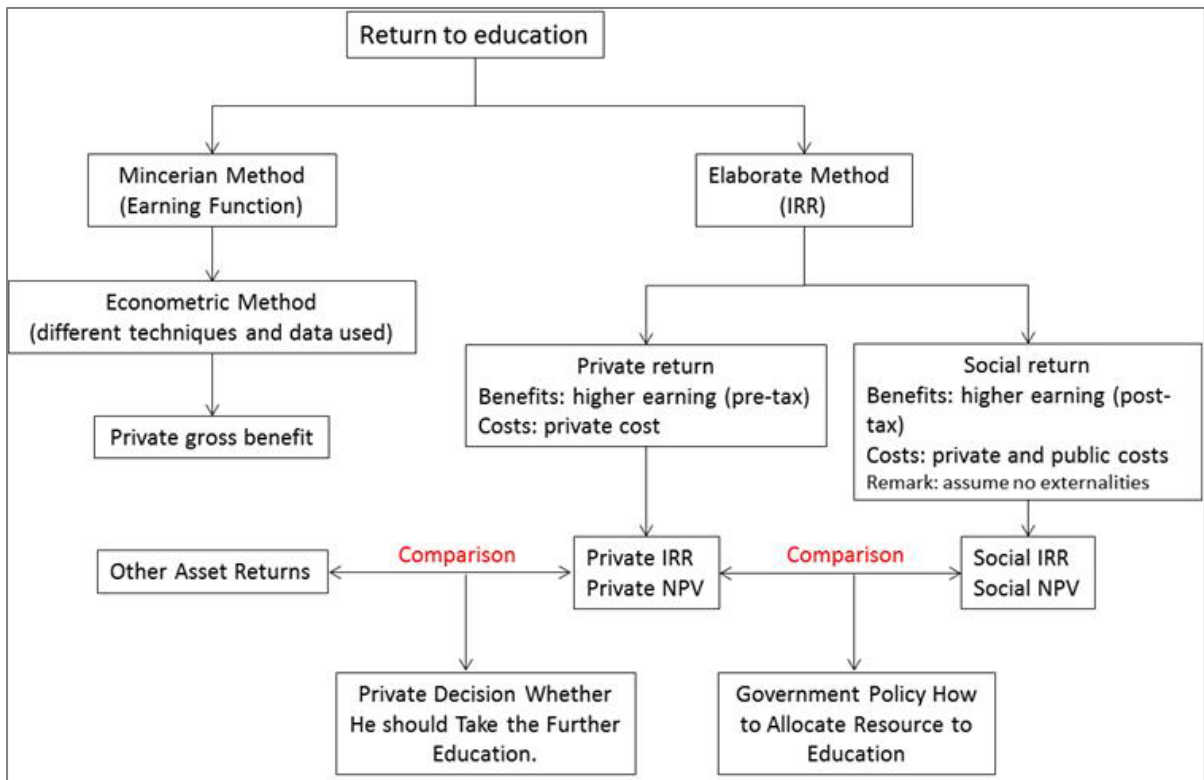 Return to education
Mincerian Method
(Earning Function)
Elaborate Method
(IRR)
Econometric Method
(different techniques and data used)
Private gross benefit
Private return
Benefits: higher earning (pre-tax)
Costs: private cost
Social return
Benefits: higher earning (post-
tax)
Costs: private and public costs
Remark: assume no externalities
Other Asset Returns
Comparison
Private IRR
Private NPV
Comparison
Social IRR
Social NPV
Private Decision Whether
He should Take the Further
Education.
Government Policy How
to Allocate Resource to
Education